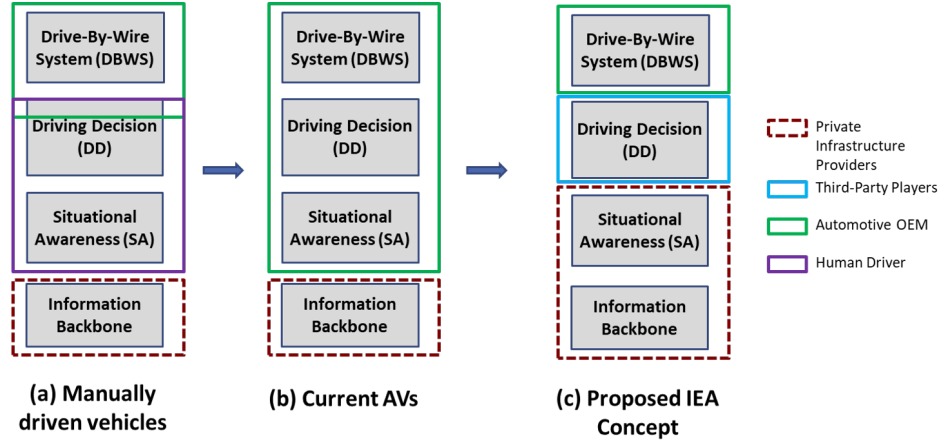 Drive-By-Wire
System (DBWS)
Driving Decision
(DD)
Situational
Awareness (SA)
Information
Backbone
(a) Manually
driven vehicles
Drive-By-Wire
System (DBWS)
Driving Decision
(DD)
Situational
Awareness (SA)
Information
Backbone
(b) Current AVs
Drive-By-Wire
System (DBWS)
Driving Decision
(DD)
Situational
Awareness (SA)
Information
Backbone
(c) Proposed IEA
Concept
Private
Infrastructure
Providers
Third-Party Players
Automotive OEM
Human Driver